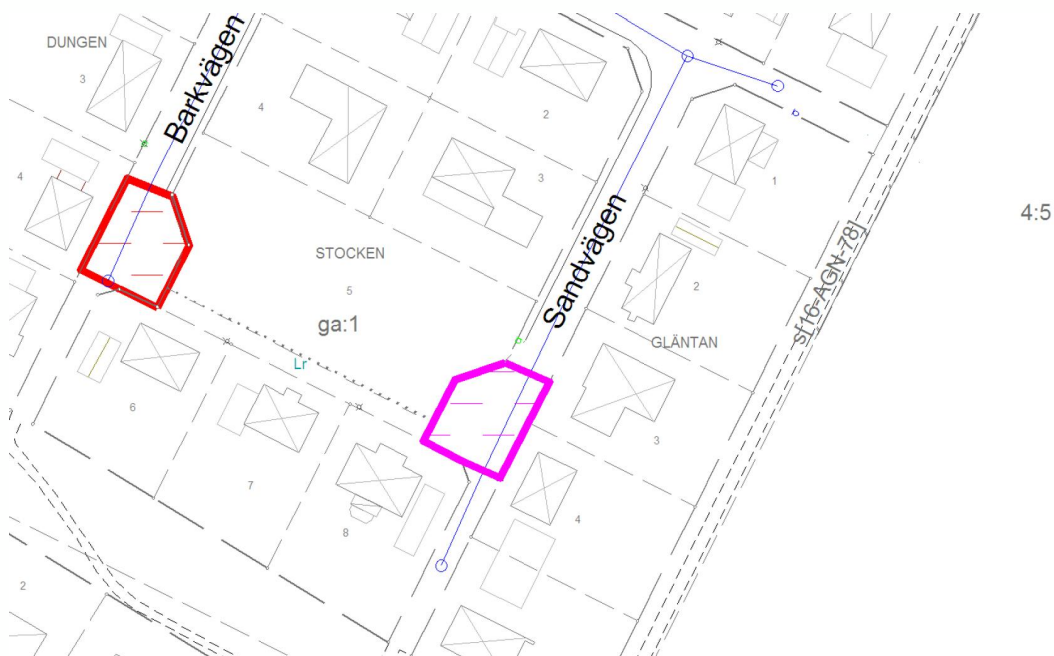 DUNGEN
3
Barkvägen
4
2
4
3
1
4:5
STOCKEN
5
ga:1
Sandvägen
2
GLÄNTAN
s[16-AGN-78]
Lr
6
3
7
8
4
2